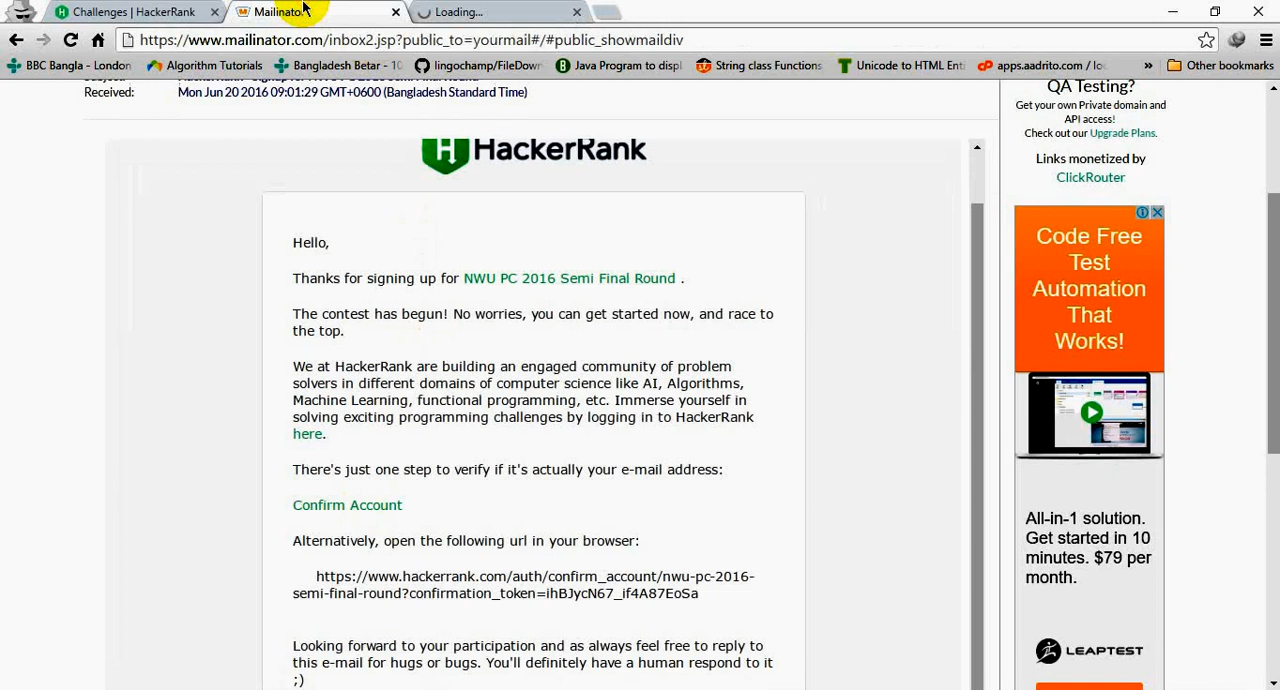 Challenges | HackerRank
Mailinator
Loading...
https://www.mailinator.com/inbox2.jsp?public_to=yourmail#/#public_showmaildiv
BBC Bangla - London
Algorithm Tutorials
Bangladesh Betar - 10
lingochamp/FileDown
Java Program to displ
String class Functions
Unicode to HTML Enti
apps.aadrito.com / lo
»
Other bookmarks
Received: Mon Jun 20 2016 09:01:29 GMT+0600 (Bangladesh Standard Time)
HackerRank
Hello,
Thanks for signing up for NWU PC 2016 Semi Final Round .
The contest has begun! No worries, you can get started now, and race to
the top.
We at HackerRank are building an engaged community of problem
solvers in different domains of computer science like AI, Algorithms,
Machine Learning, functional programming, etc. Immerse yourself in
solving exciting programming challenges by logging in to HackerRank
here.
There's just one step to verify if it's actually your e-mail address:
Confirm Account
Alternatively, open the following url in your browser:
https://www.hackerrank.com/auth/confirm_account/nwu-pc-2016-
semi-final-round?confirmation_token=ihBJycN67_if4A87EoSa
Looking forward to your participation and as always feel free to reply to
this e-mail for hugs or bugs. You'll definitely have a human respond to it
;)
QA Testing?
Get your own Private domain and
API access!
Check out our Upgrade Plans.
Links monetized by
ClickRouter
Code Free
Test
Automation
That
Works!
All-in-1 solution.
Get started in 10
minutes. $79 per
month.
LEAPTEST